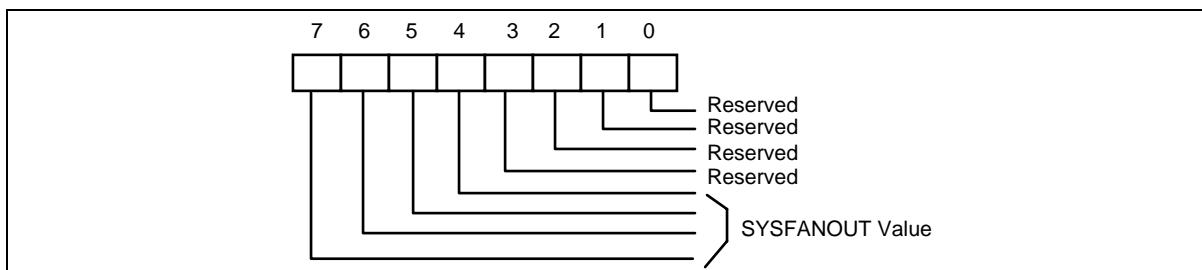 7 6 5 4 3 2 1 0
Reserved
Reserved
Reserved
Reserved
SYSFANOUT Value